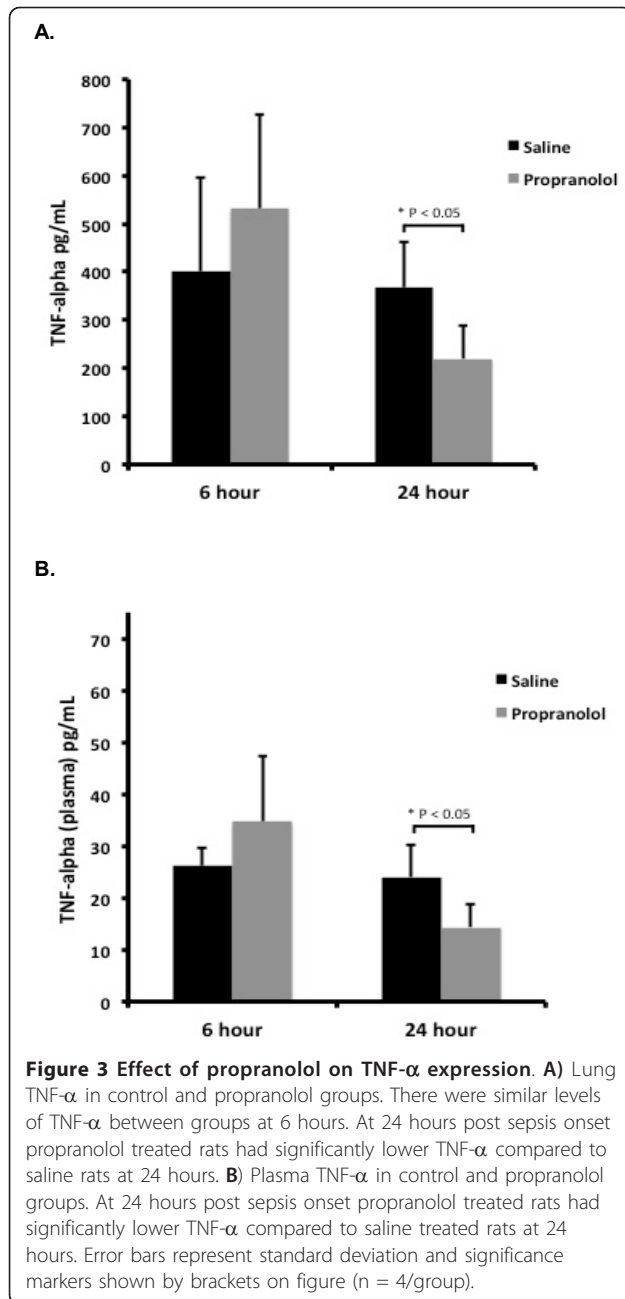 A.
800
700
600
500
400
300
200
100
0
TNF-alpha pg/mL
Saline
Propranolol
* P < 0.05
6 hour
24 hour
B.
70
60
50
40
30
20
10
0
TNF-alpha (plasma) pg/mL
Saline
Propranolol
* P < 0.05
6 hour
24 hour
Figure 3 Effect of propranolol on TNF-α expression. A) Lung
TNF-α in control and propranolol groups. There were similar levels
of TNF-α between groups at 6 hours. At 24 hours post sepsis onset
propranolol treated rats had significantly lower TNF-α compared to
saline rats at 24 hours. B) Plasma TNF-α in control and propranolol
groups. At 24 hours post sepsis onset propranolol treated rats had
significantly lower TNF-α compared to saline treated rats at 24
hours. Error bars represent standard deviation and significance
markers shown by brackets on figure (n = 4/group).